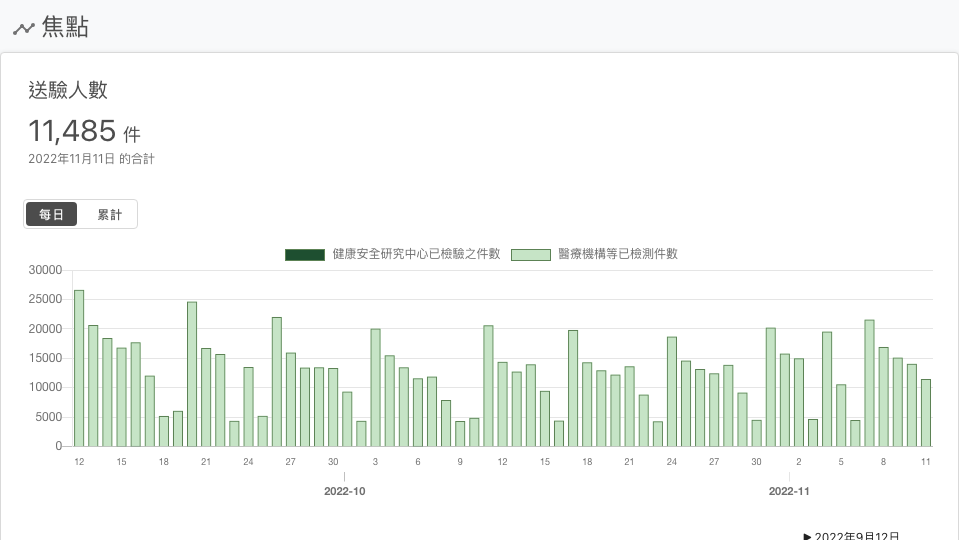 焦點
送驗人數
11,485 件
2022年11月11日 的合計
每日 累計
健康安全研究中心已檢驗之件數 醫療機構等已檢測件數
30000
25000
20000
15000
10000
5000
0
12 15 18 21 24 27 30 3 6 9 12 15 18 21 24 27 30 2 5 8 11
2022-10 2022-11
▶ 2022年9月12日